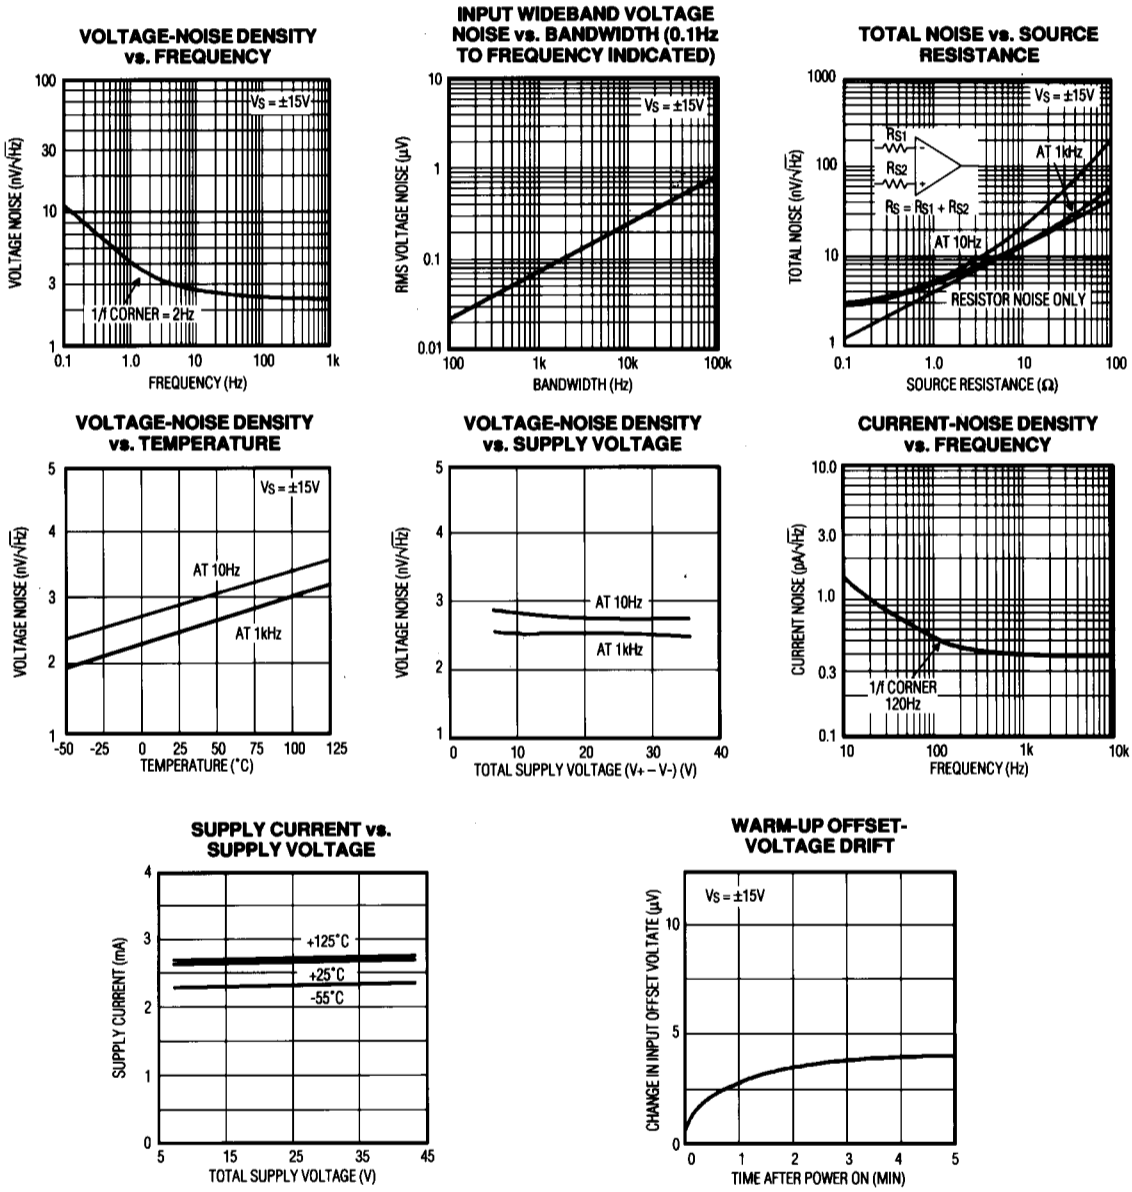 VOLTAGE-NOISE DENSITY
vs. FREQUENCY
100
30
10
3
1
VOLTAGE NOISE (nV/√Hz)
VS = ±15V
1/f CORNER = 2Hz
0.1 1.0 10 100 1k
FREQUENCY (Hz)
INPUT WIDEBAND VOLTAGE
NOISE vs. BANDWIDTH (0.1Hz
TO FREQUENCY INDICATED)
10
1
0.1
0.01
RMS VOLTAGE NOISE (µV)
VS = ±15V
100 1k 10k 100k
BANDWIDTH (Hz)
TOTAL NOISE vs. SOURCE
RESISTANCE
1000
100
10
1
TOTAL NOISE (nV/√Hz)
VS = ±15V
RS1
-
RS2
+
RS = RS1 + RS2
AT 1kHz
AT 10Hz
RESISTOR NOISE ONLY
0.1 1.0 10 100
SOURCE RESISTANCE (Ω)
VOLTAGE-NOISE DENSITY
vs. TEMPERATURE
5
4
3
2
1
VOLTAGE NOISE (nV/√Hz)
VS = ±15V
AT 10Hz
AT 1kHz
-50 -25 0 25 50 75 100 125
TEMPERATURE (˚C)
VOLTAGE-NOISE DENSITY
vs. SUPPLY VOLTAGE
5
4
3
2
1
VOLTAGE NOISE (nV/√Hz)
AT 10Hz
AT 1kHz
0 10 20 30 40
TOTAL SUPPLY VOLTAGE (V+ – V-) (V)
CURRENT-NOISE DENSITY
vs. FREQUENCY
10.0
3.0
1.0
0.3
0.1
CURRENT NOISE (pA/√Hz)
1/f CORNER
120Hz
10 100 1k 10k
FREQUENCY (Hz)
SUPPLY CURRENT vs.
SUPPLY VOLTAGE
4
3
2
1
0
SUPPLY CURRENT (mA)
+125˚C
+25˚C
-55˚C
5 15 25 35 45
TOTAL SUPPLY VOLTAGE (V)
WARM-UP OFFSET-
VOLTAGE DRIFT
10
5
0
CHANGE IN INPUT OFFSET VOLTATE (µV)
VS = ±15V
0 1 2 3 4 5
TIME AFTER POWER ON (MIN)